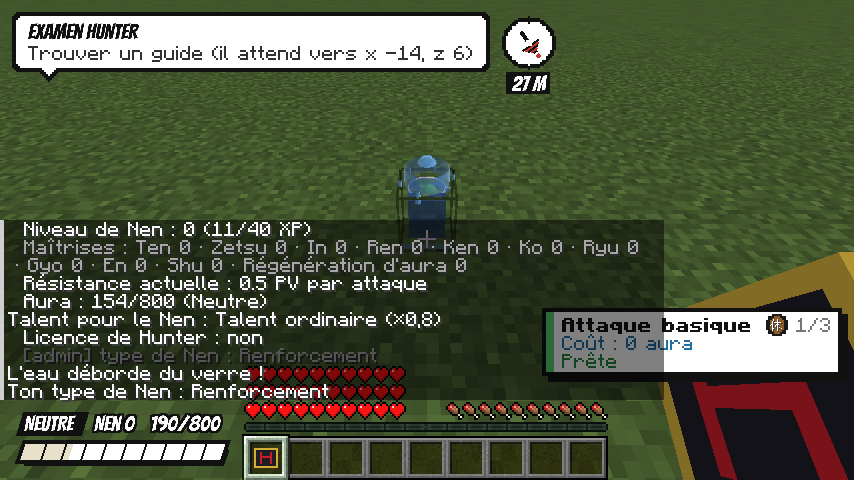 EXAMEN HUNTER
Trouver un guide (il attend vers x -14, z 6)
27 M
Niveau de Nen : 0 (11/40 XP)
Maîtrises : Ten 0 · Zetsu 0 · In 0 · Ren 0 · Ken 0 · Ko 0 · Ryu 0
· Gyo 0 · En 0 · Shu 0 · Régénération d'aura 0
Résistance actuelle : 0.5 PV par attaque
Aura : 154/800 (Neutre)
Talent pour le Nen : Talent ordinaire (×0,8)
Licence de Hunter : non
[admin] type de Nen : Renforcement
L'eau déborde du verre !
Ton type de Nen : Renforcement
Attaque basique 1/3
Coût : 0 aura
Prête
NEUTRE NEN 0 190/800
H